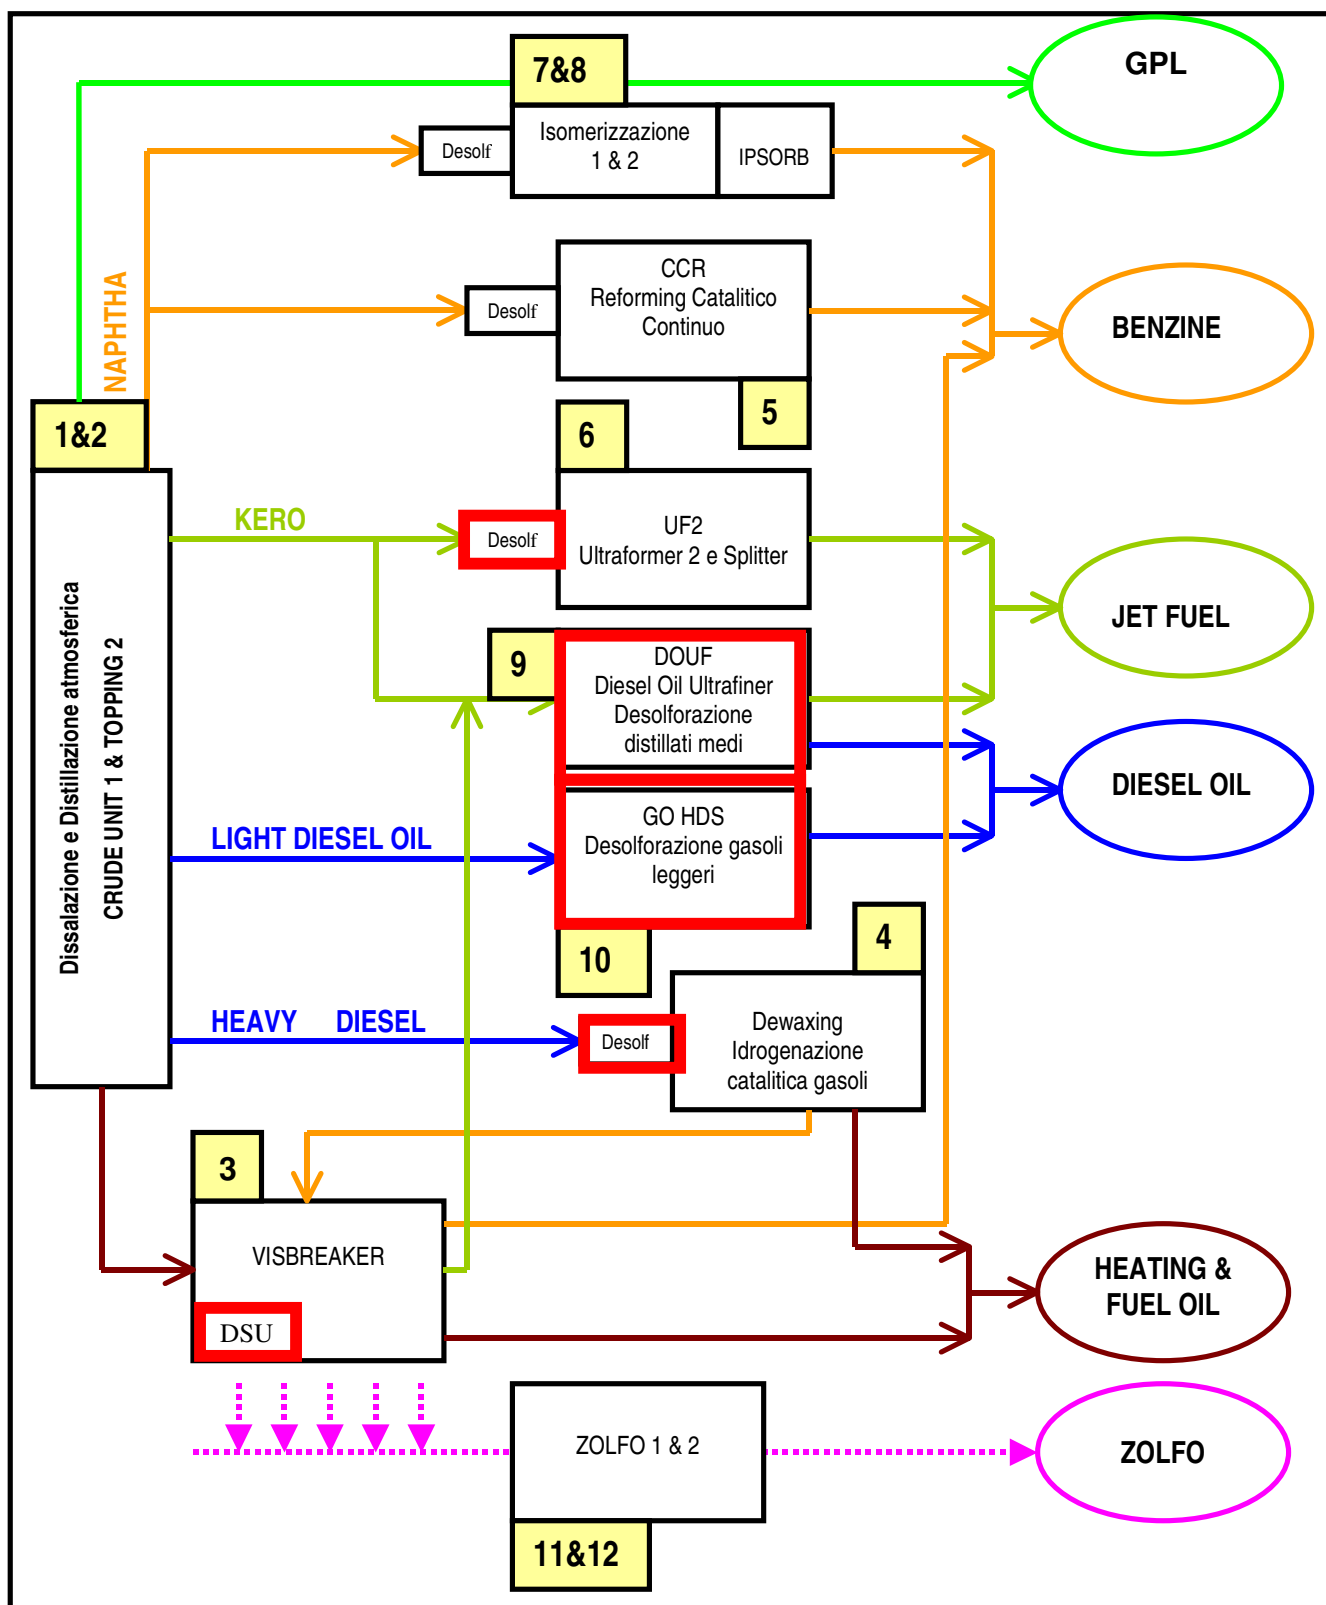 7&8
GPL
Isomerizzazione
1 & 2
Desolf
IPSORB
NAPHTHA
CCR
Reforming Catalitico
Continuo
Desolf
BENZINE
5
1&2
6
KERO
Desolf
UF2
Ultraformer 2 e Splitter
Dissalazione e Distillazione atmosferica
CRUDE UNIT 1 & TOPPING 2
JET FUEL
9
DOUF
Diesel Oil Ultrafiner
Desolforazione
distillati medi
DIESEL OIL
LIGHT DIESEL OIL
GO HDS
Desolforazione gasoli
leggeri
10
4
HEAVY DIESEL
Desolf
Dewaxing
Idrogenazione
catalitica gasoli
3
VISBREAKER
DSU
HEATING &
FUEL OIL
ZOLFO 1 & 2
ZOLFO
11&12